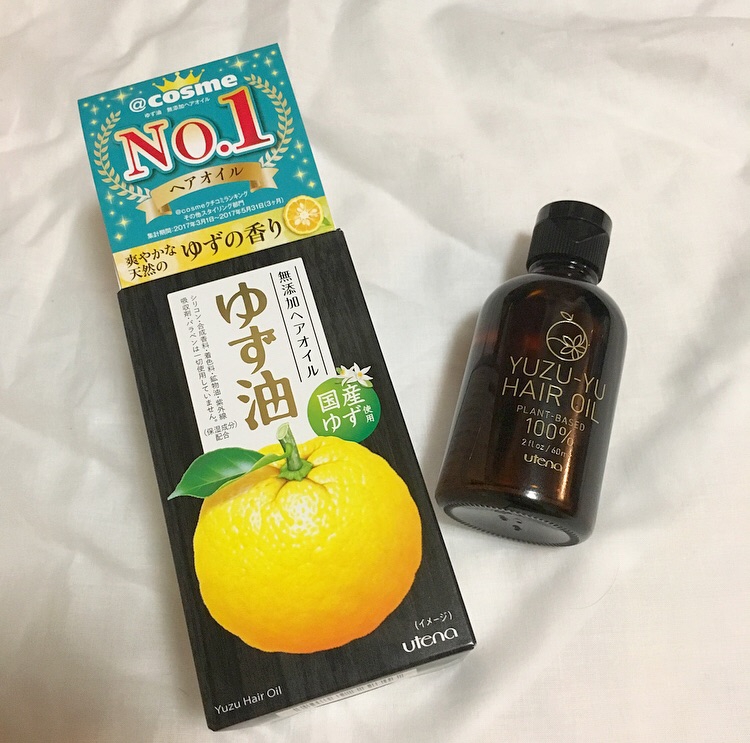 @cosme
ゆず油 無添加ヘアオイル
No.1
ヘアオイル
@cosmeクチコミランキング
その他スタイリング部門
集計期間:2017年3月1日~2017年5月31日(3ヶ月)
爽やかな
天然の
ゆずの香り
無添加ヘアオイル
ゆず油
シリコン・合成香料・着色料・鉱物油・紫外線
吸収剤・パラベンは一切使用していません。
(保湿成分)
配合
国産
ゆず
使用
(イメージ)
utena
Yuzu Hair Oil
YUZU-YU
HAIR OIL
PLANT-BASED
100%
2 fl oz / 60m
utena